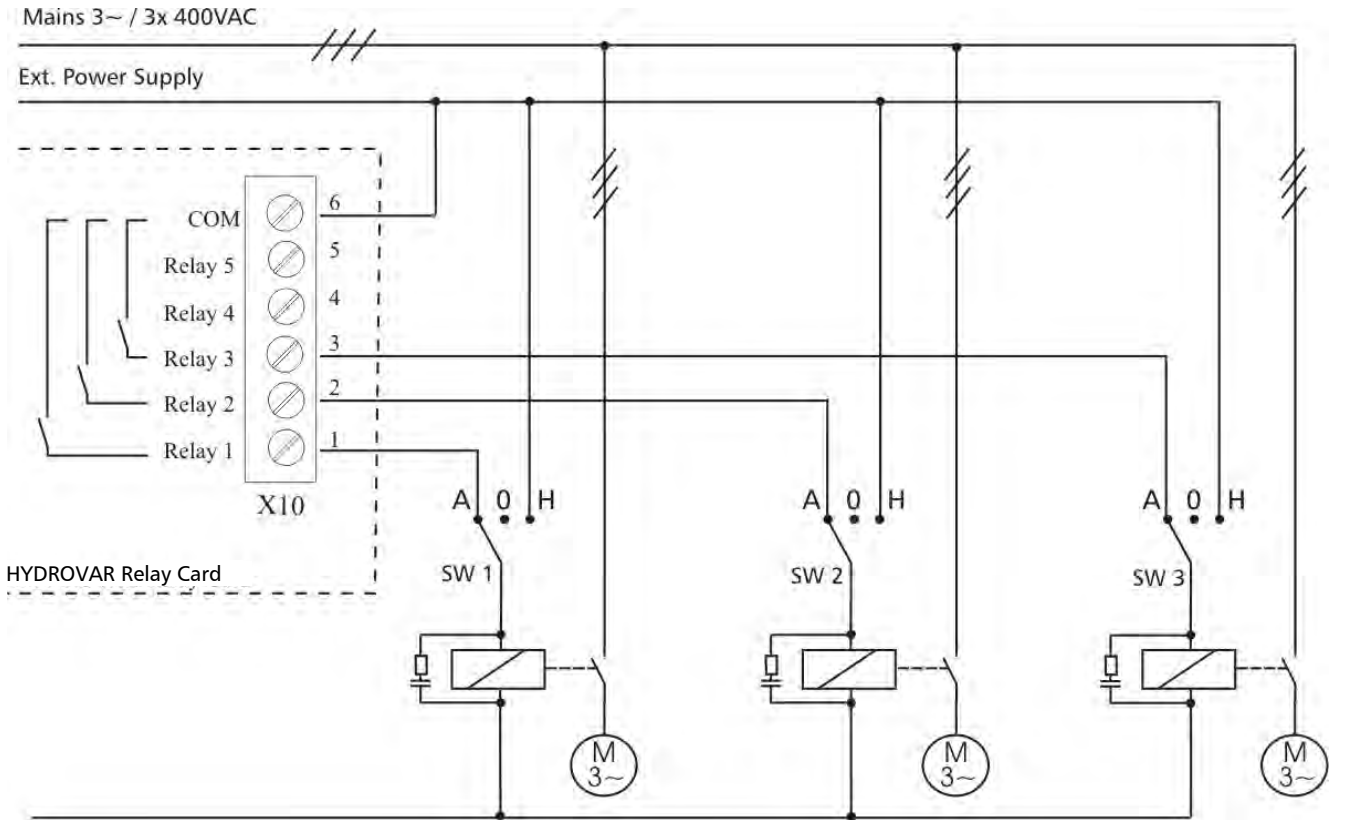 Mains 3~ / 3x 400VAC
Ext. Power Supply
COM 6
Relay 5 5
Relay 4 4
Relay 3 3
Relay 2 2
Relay 1 1
X10
A 0 H
A 0 H
A 0 H
HYDROVAR Relay Card
SW 1
SW 2
SW 3
M
3~
M
3~
M
3~